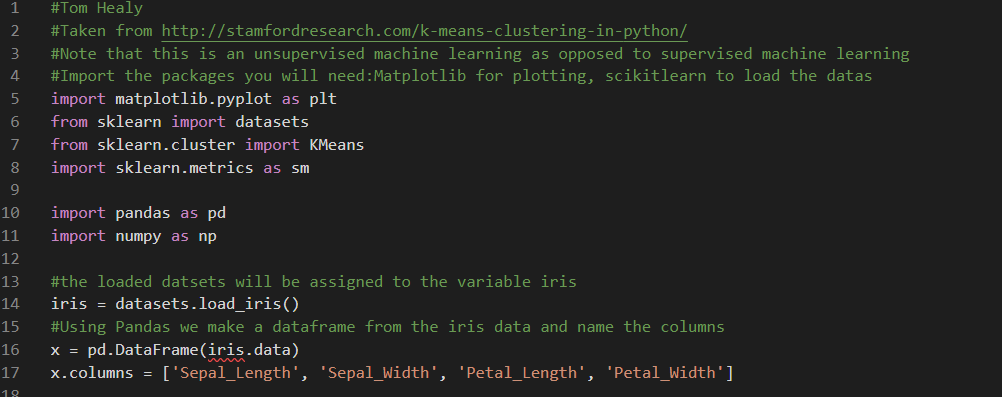 1 #Tom Healy
2 #Taken from http://stamfordresearch.com/k-means-clustering-in-python/
3 #Note that this is an unsupervised machine learning as opposed to supervised machine learning
4 #Import the packages you will need:Matplotlib for plotting, scikitlearn to load the datas
5 import matplotlib.pyplot as plt
6 from sklearn import datasets
7 from sklearn.cluster import KMeans
8 import sklearn.metrics as sm
9
10 import pandas as pd
11 import numpy as np
12
13 #the loaded datsets will be assigned to the variable iris
14 iris = datasets.load_iris()
15 #Using Pandas we make a dataframe from the iris data and name the columns
16 x = pd.DataFrame(iris.data)
17 x.columns = ['Sepal_Length', 'Sepal_Width', 'Petal_Length', 'Petal_Width']
18